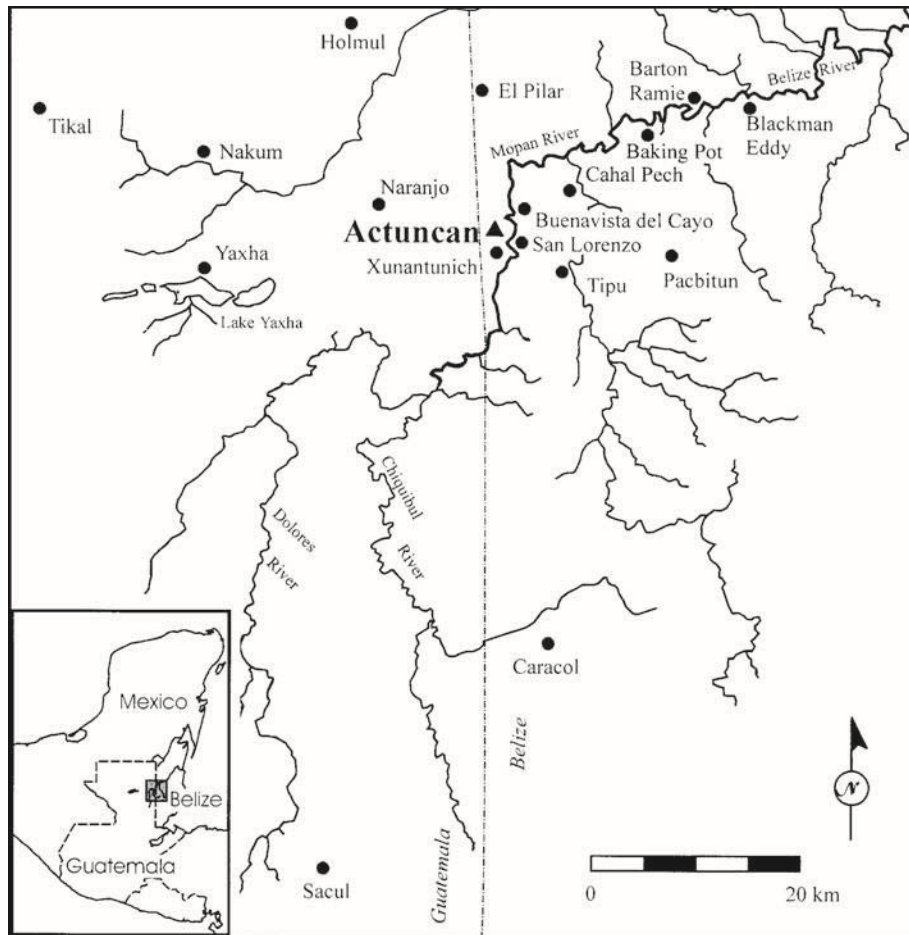 Holmul
Tikal
Nakum
El Pilar
Barton
Ramie
Belize River
Blackman
Eddy
Mopan River
Baking Pot
Cahal Pech
Naranjo
Actuncan
Buenavista del Cayo
San Lorenzo
Xunantunich
Yaxha
Tipu
Pacbitun
Lake Yaxha
Chiquibul
River
Dolores
River
Caracol
Belize
Guatemala
Sacul
Mexico
Belize
Guatemala
N
0
20 km